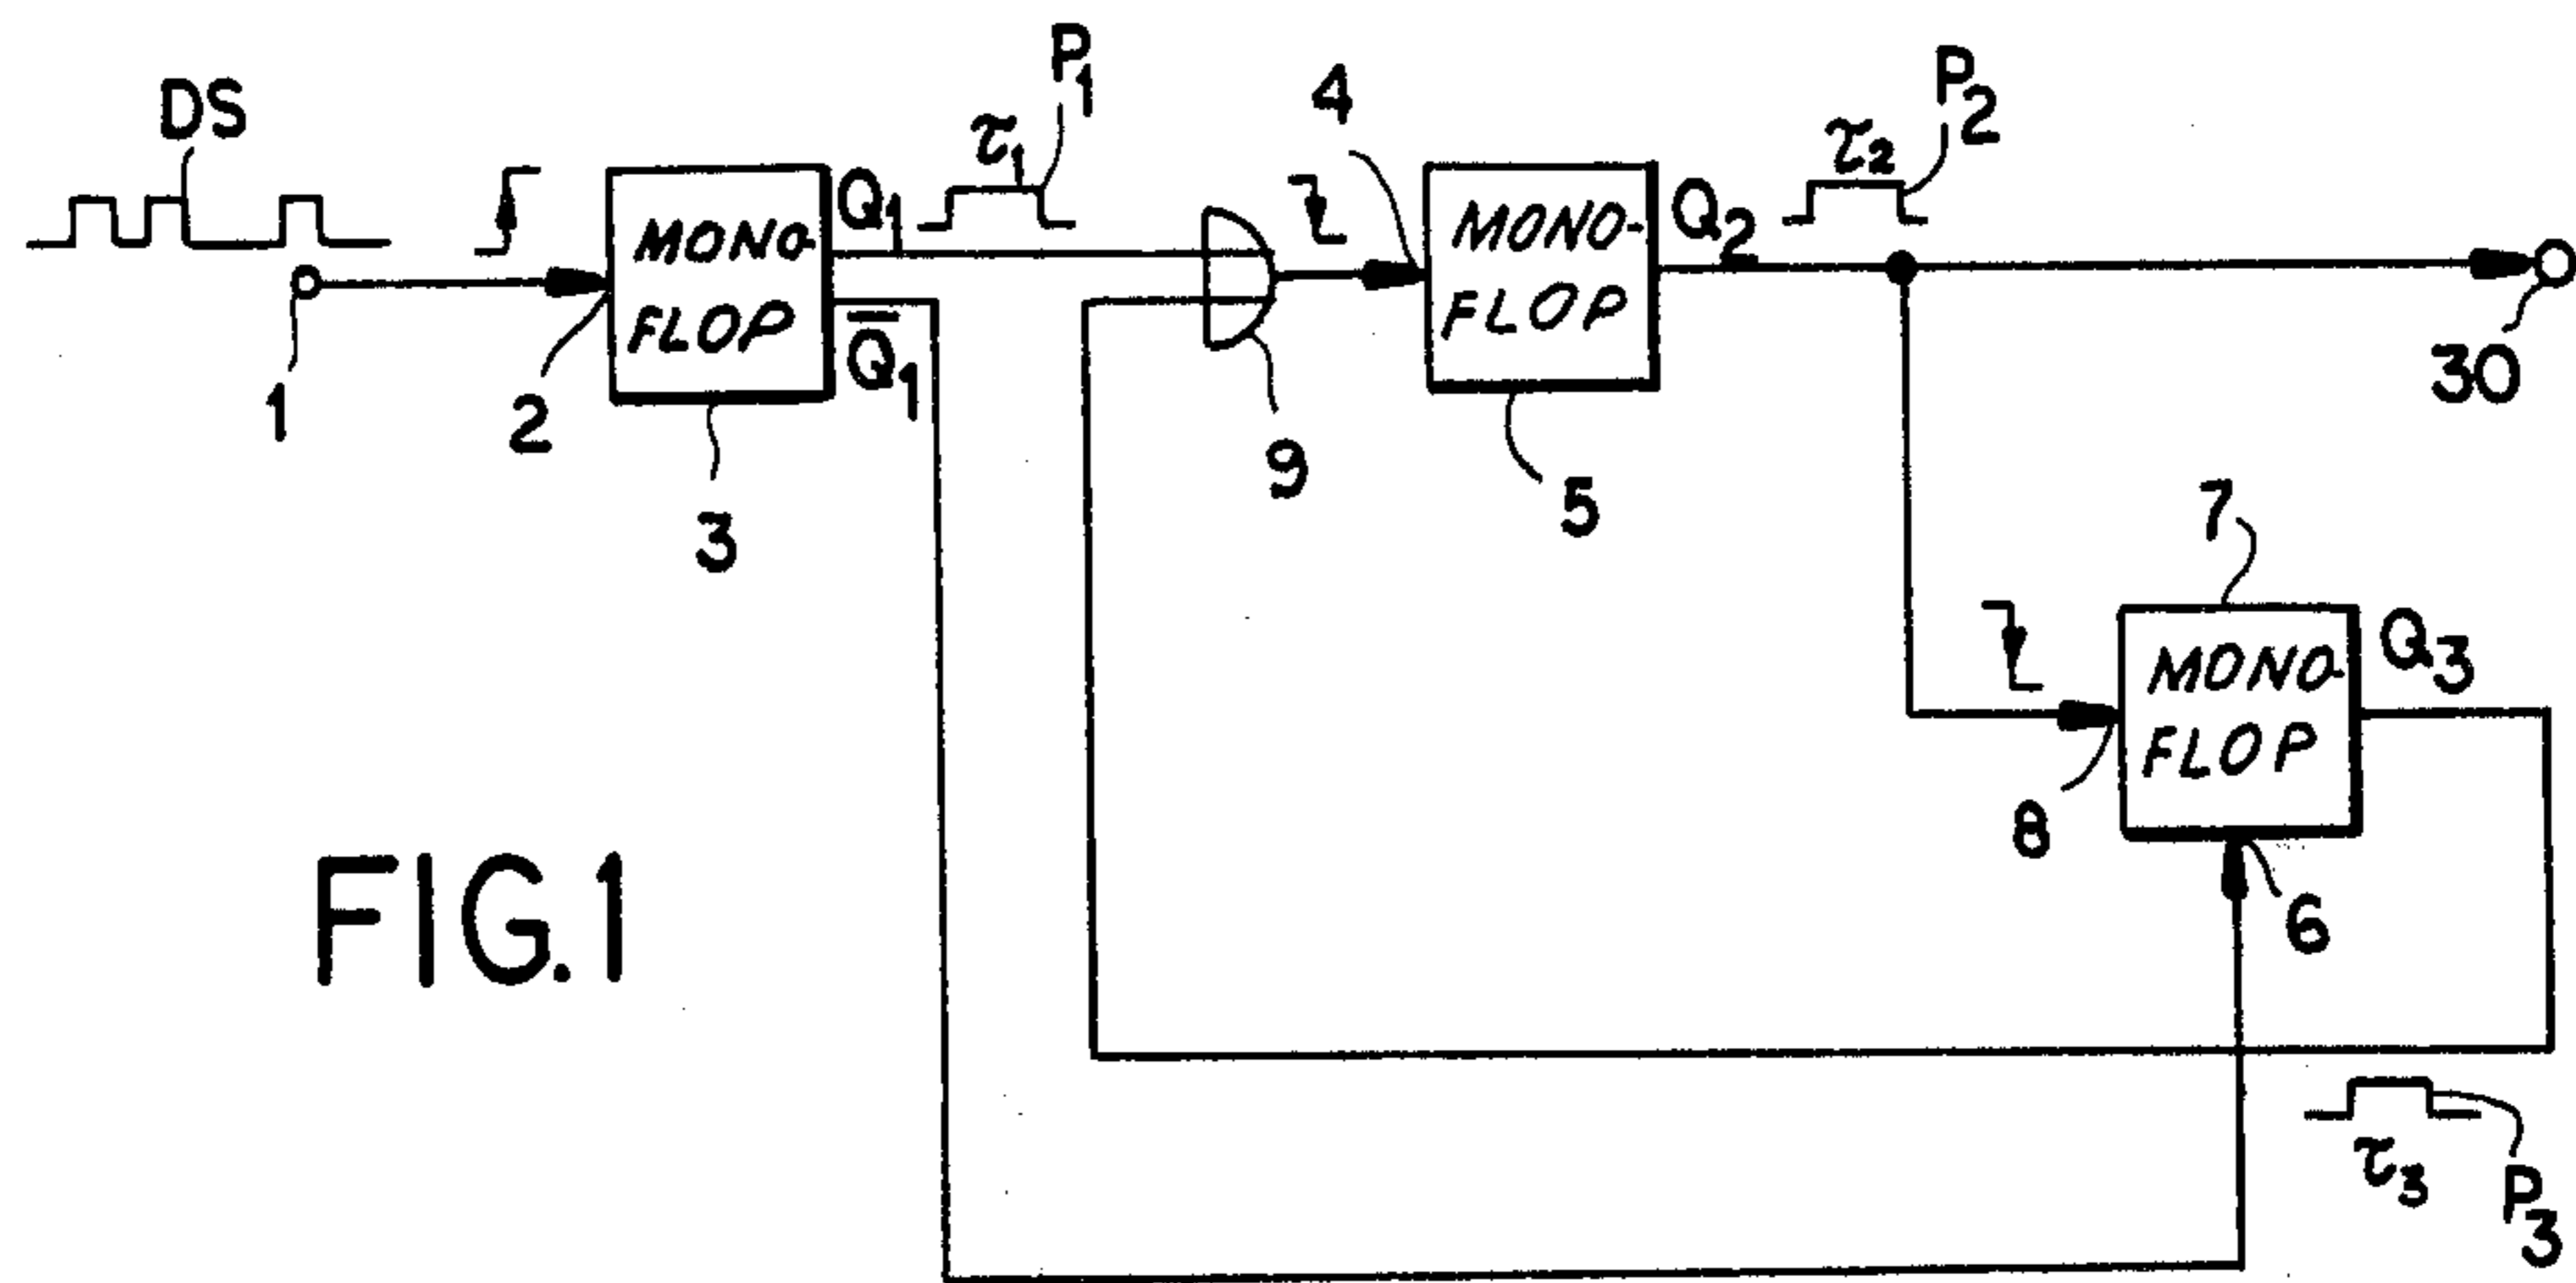 DS
1
2
MONO-
FLOP
3
Q1
Q̅1
τ1
P1
9
4
MONO-
FLOP
5
Q2
τ2
P2
30
7
MONO-
FLOP
Q3
8
6
τ3
P3
FIG.1